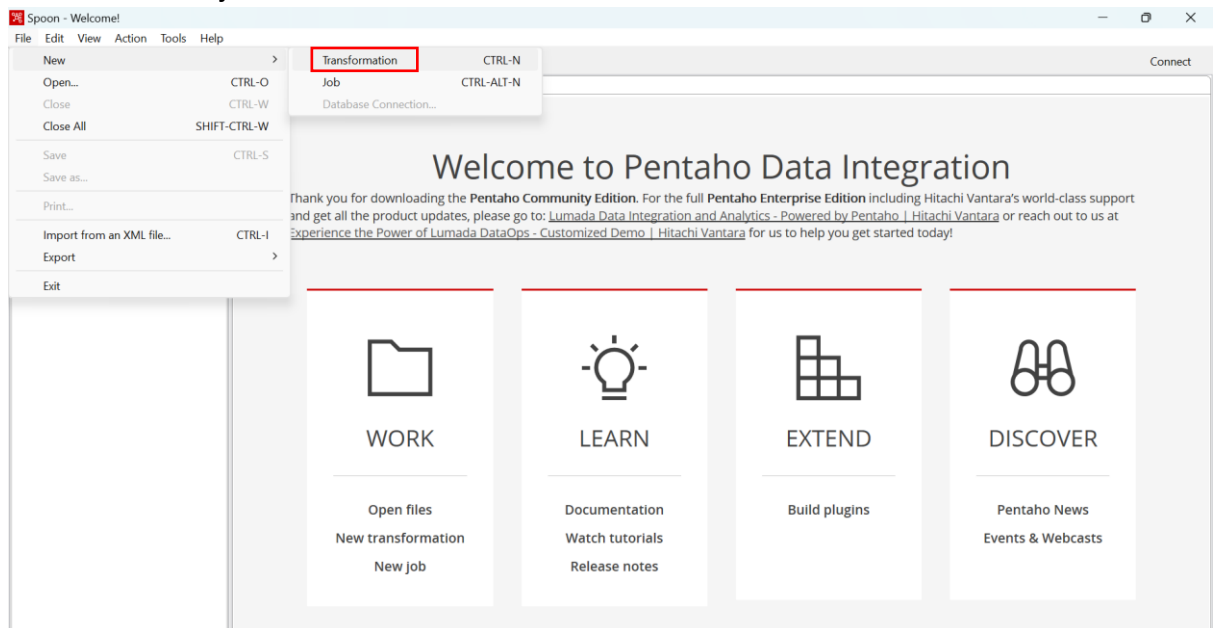 Spoon - Welcome!
File Edit View Action Tools Help
New >
Transformation CTRL-N
Connect
Open... CTRL-O
Job CTRL-ALT-N
Close CTRL-W
Database Connection...
Close All SHIFT-CTRL-W
Save CTRL-S
Save as...
Print...
Import from an XML file... CTRL-I
Export >
Exit
Welcome to Pentaho Data Integration
Thank you for downloading the Pentaho Community Edition. For the full Pentaho Enterprise Edition including Hitachi Vantara's world-class support
and get all the product updates, please go to: Lumada Data Integration and Analytics - Powered by Pentaho | Hitachi Vantara or reach out to us at
Experience the Power of Lumada DataOps - Customized Demo | Hitachi Vantara for us to help you get started today!
WORK
Open files
New transformation
New job
LEARN
Documentation
Watch tutorials
Release notes
EXTEND
Build plugins
DISCOVER
Pentaho News
Events & Webcasts